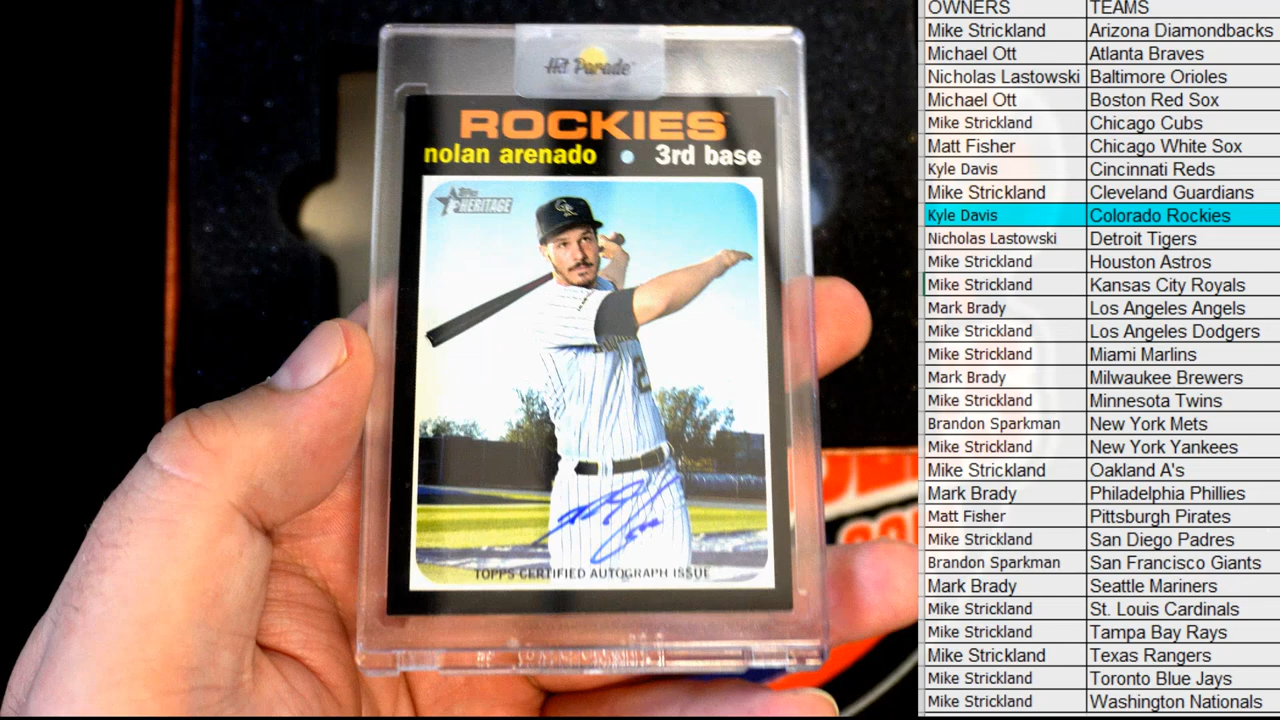 Hit Parade
ROCKIES
nolan arenado • 3rd base
Topps
HERITAGE
TOPPS CERTIFIED AUTOGRAPH ISSUE
OWNERS TEAMS
Mike Strickland Arizona Diamondbacks
Michael Ott Atlanta Braves
Nicholas Lastowski Baltimore Orioles
Michael Ott Boston Red Sox
Mike Strickland Chicago Cubs
Matt Fisher Chicago White Sox
Kyle Davis Cincinnati Reds
Mike Strickland Cleveland Guardians
Kyle Davis Colorado Rockies
Nicholas Lastowski Detroit Tigers
Mike Strickland Houston Astros
Mike Strickland Kansas City Royals
Mark Brady Los Angeles Angels
Mike Strickland Los Angeles Dodgers
Mike Strickland Miami Marlins
Mark Brady Milwaukee Brewers
Mike Strickland Minnesota Twins
Brandon Sparkman New York Mets
Mike Strickland New York Yankees
Mike Strickland Oakland A's
Mark Brady Philadelphia Phillies
Matt Fisher Pittsburgh Pirates
Mike Strickland San Diego Padres
Brandon Sparkman San Francisco Giants
Mark Brady Seattle Mariners
Mike Strickland St. Louis Cardinals
Mike Strickland Tampa Bay Rays
Mike Strickland Texas Rangers
Mike Strickland Toronto Blue Jays
Mike Strickland Washington Nationals